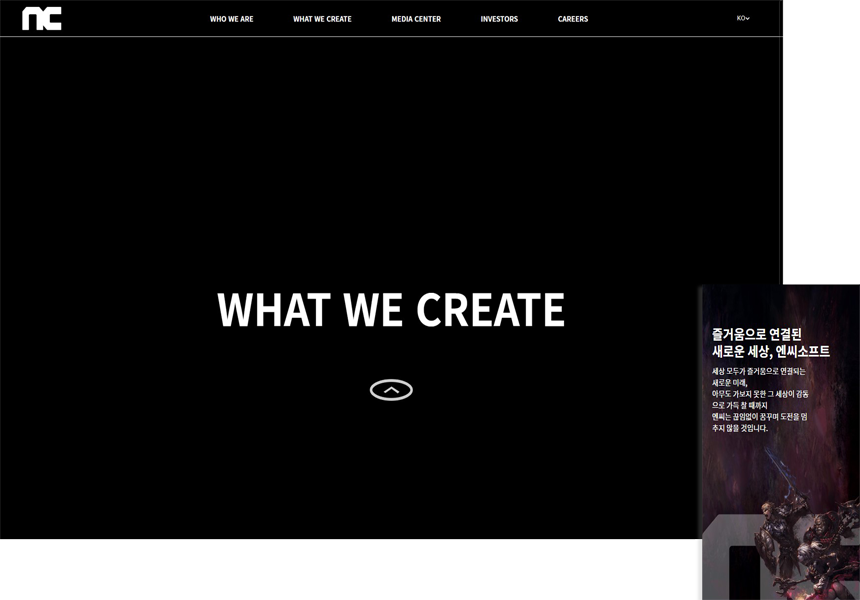 NC
WHO WE ARE
WHAT WE CREATE
MEDIA CENTER
INVESTORS
CAREERS
KO
WHAT WE CREATE
즐거움으로 연결된
새로운 세상, 엔씨소프트
세상 모두가 즐거움으로 연결되는
새로운 미래,
아무도 가보지 못한 그 세상이 감동
으로 가득 찰 때까지
엔씨는 끊임없이 꿈꾸며 도전을 멈
추지 않을 것입니다.